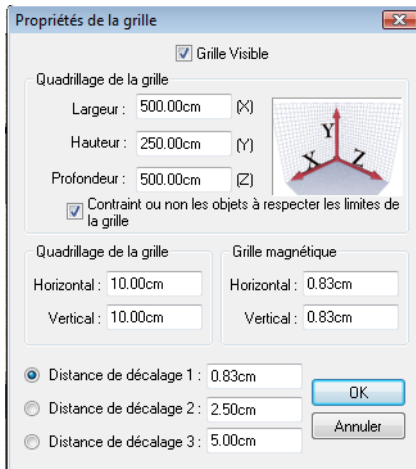 Propriétés de la grille
Grille Visible
Quadrillage de la grille
Largeur : 500.00cm (X)
Hauteur : 250.00cm (Y)
Profondeur : 500.00cm (Z)
Y
X Z
Contraint ou non les objets à respecter les limites de
la grille
Quadrillage de la grille Grille magnétique
Horizontal : 10.00cm Horizontal : 0.83cm
Vertical : 10.00cm Vertical : 0.83cm
Distance de décalage 1 : 0.83cm
OK
Distance de décalage 2 : 2.50cm
Annuler
Distance de décalage 3 : 5.00cm